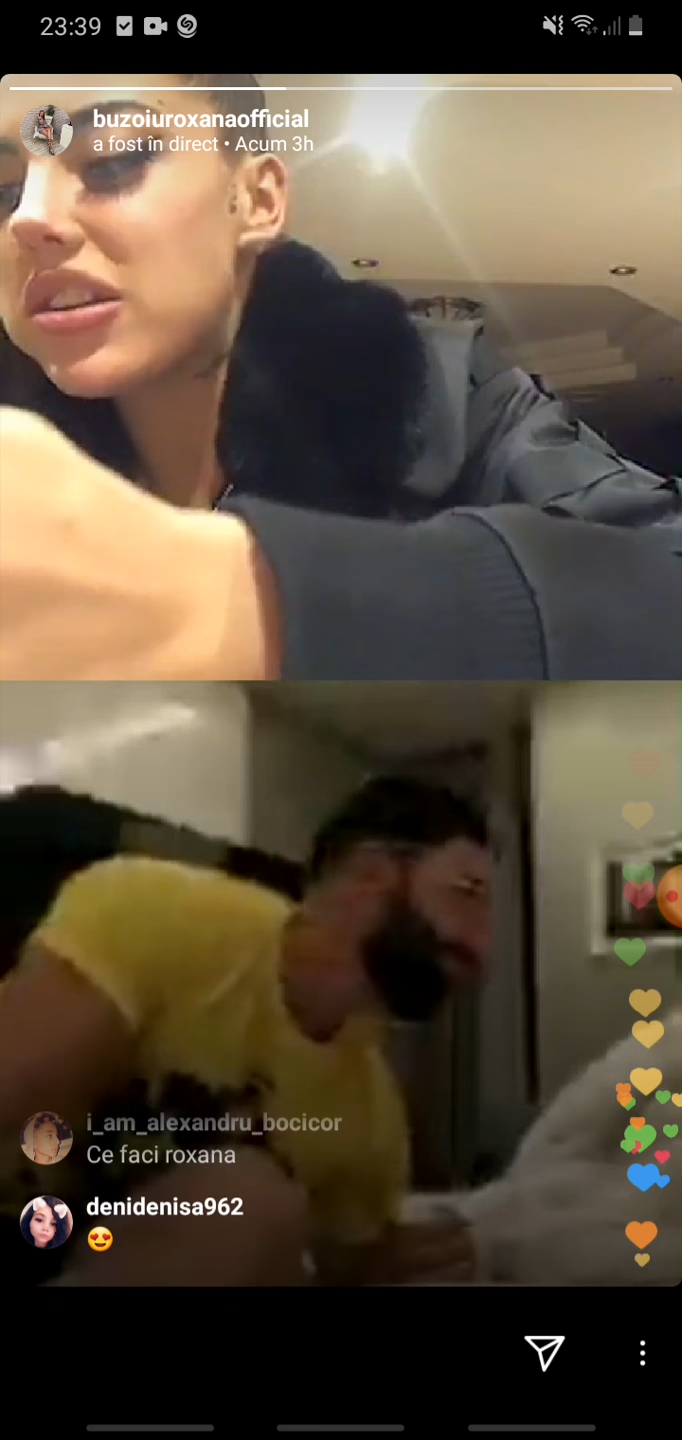 23:39
buzoiuroxanaofficial
a fost în direct • Acum 3h
i_am_alexandru_bocicor
Ce faci roxana
denidenisa962
😍